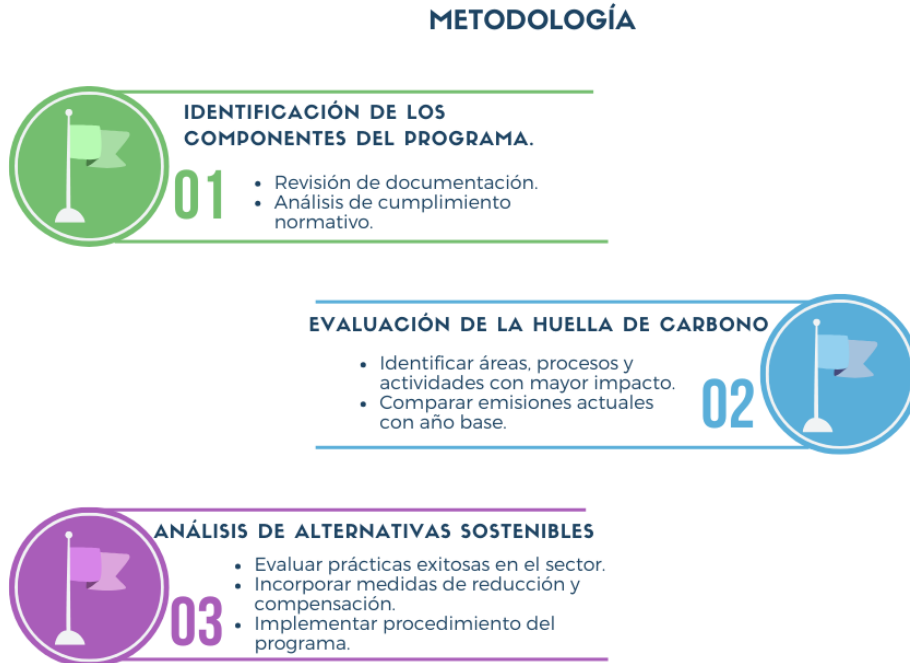 METODOLOGÍA
IDENTIFICACIÓN DE LOS
COMPONENTES DEL PROGRAMA.
01
• Revisión de documentación.
• Análisis de cumplimiento
normativo.
EVALUACIÓN DE LA HUELLA DE CARBONO
• Identificar áreas, procesos y
actividades con mayor impacto.
• Comparar emisiones actuales
con año base.
02
ANÁLISIS DE ALTERNATIVAS SOSTENIBLES
03
• Evaluar prácticas exitosas en el sector.
• Incorporar medidas de reducción y
compensación.
• Implementar procedimiento del
programa.